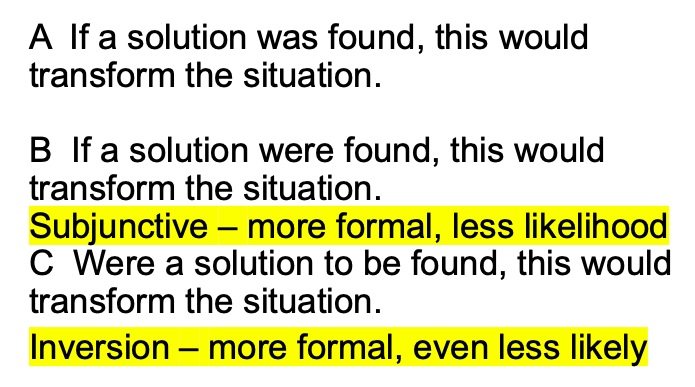 A  If a solution was found, this would
transform the situation.
B  If a solution were found, this would
transform the situation.
Subjunctive – more formal, less likelihood
C  Were a solution to be found, this would
transform the situation.
Inversion – more formal, even less likely